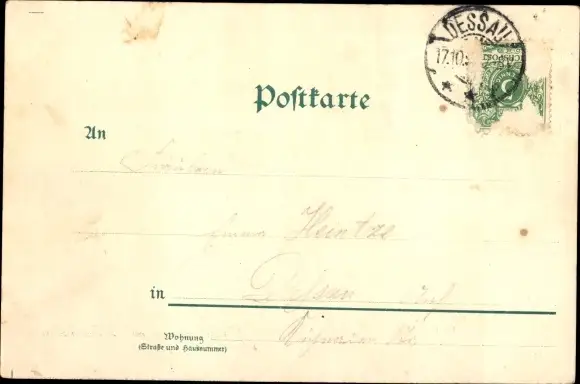 DESSAU
17.10.
Postkarte
An
Fräulein
Emma Heintze
in Dessau
Wohnung
(Straße und Hausnummer)